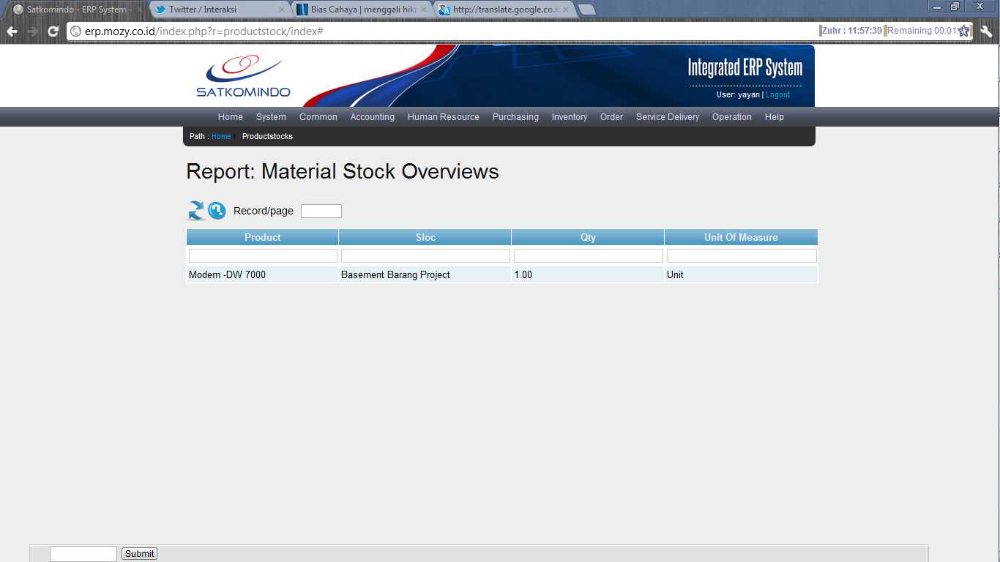 Satkomindo - ERP System -
Twitter / Interaksi
Bias Cahaya | menggali hikm
http://translate.google.co.i
erp.mozy.co.id/index.php?r=productstock/index#
Zuhr : 11:57:39
Remaining 00:01:
SATKOMINDO
Integrated ERP System
User: yayan | Logout
Home System Common Accounting Human Resource Purchasing Inventory Order Service Delivery Operation Help
Path : Home / Productstocks
Report: Material Stock Overviews
Record/page
Product Sloc Qty Unit Of Measure
Modem -DW 7000 Basement Barang Project 1.00 Unit
Submit